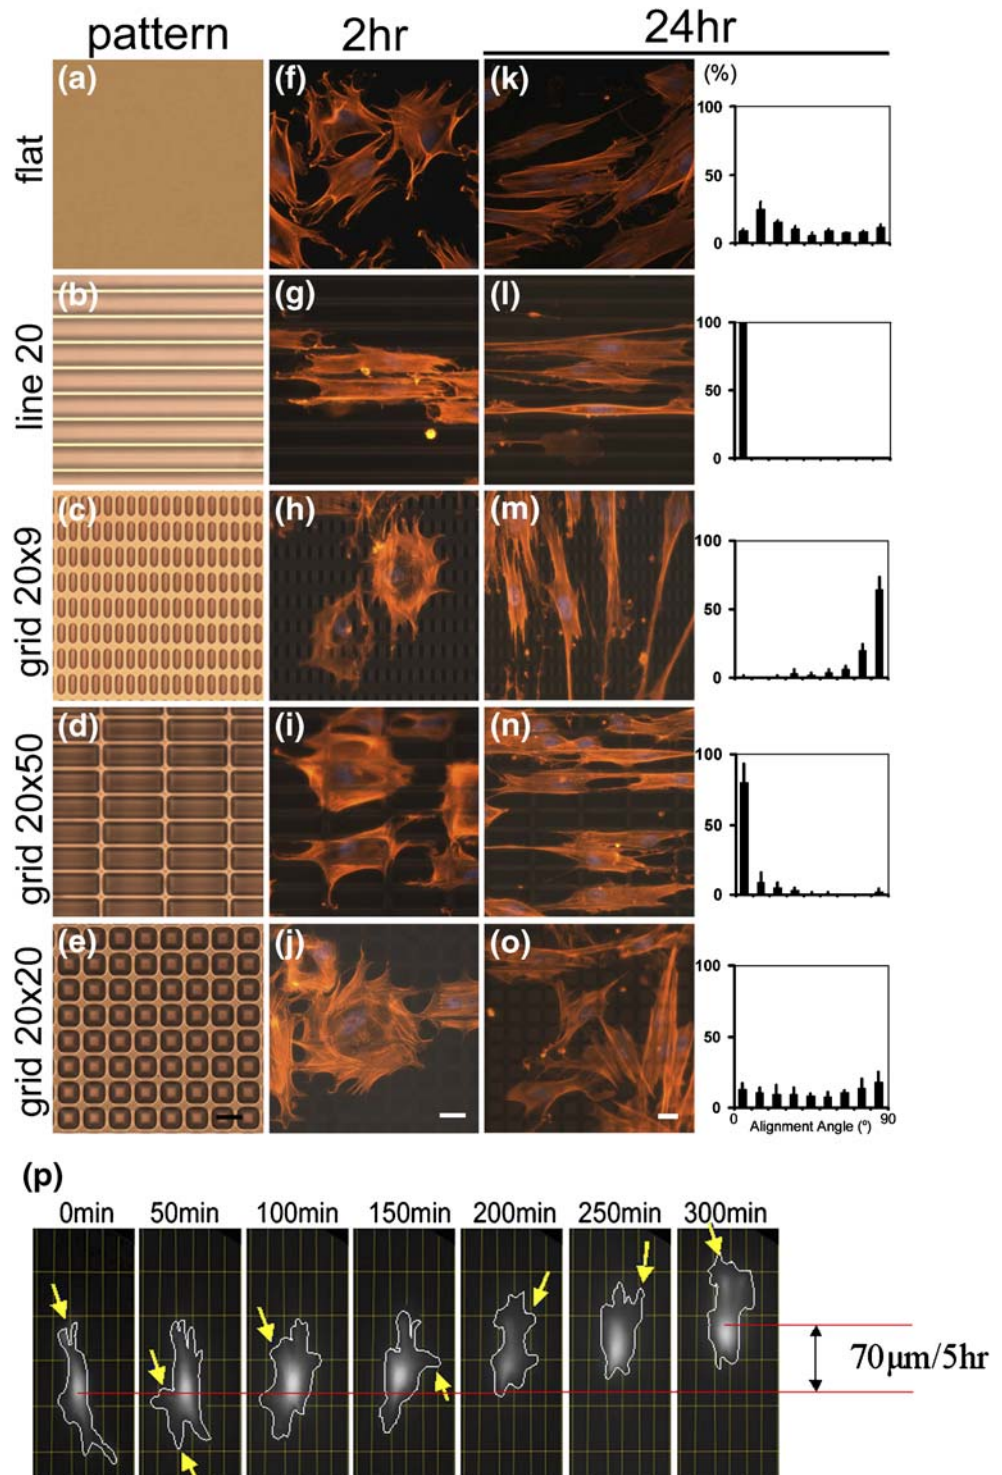 pattern 2hr 24hr
flat (a) (f) (k) (%)
100
50
0
line 20 (b) (g) (l)
100
50
0
grid 20x9 (c) (h) (m)
100
50
0
grid 20x50 (d) (i) (n)
100
50
0
grid 20x20 (e) (j) (o)
100
50
0
0 90
Alignment Angle (º)
(p)
0min 50min 100min 150min 200min 250min 300min
70μm/5hr